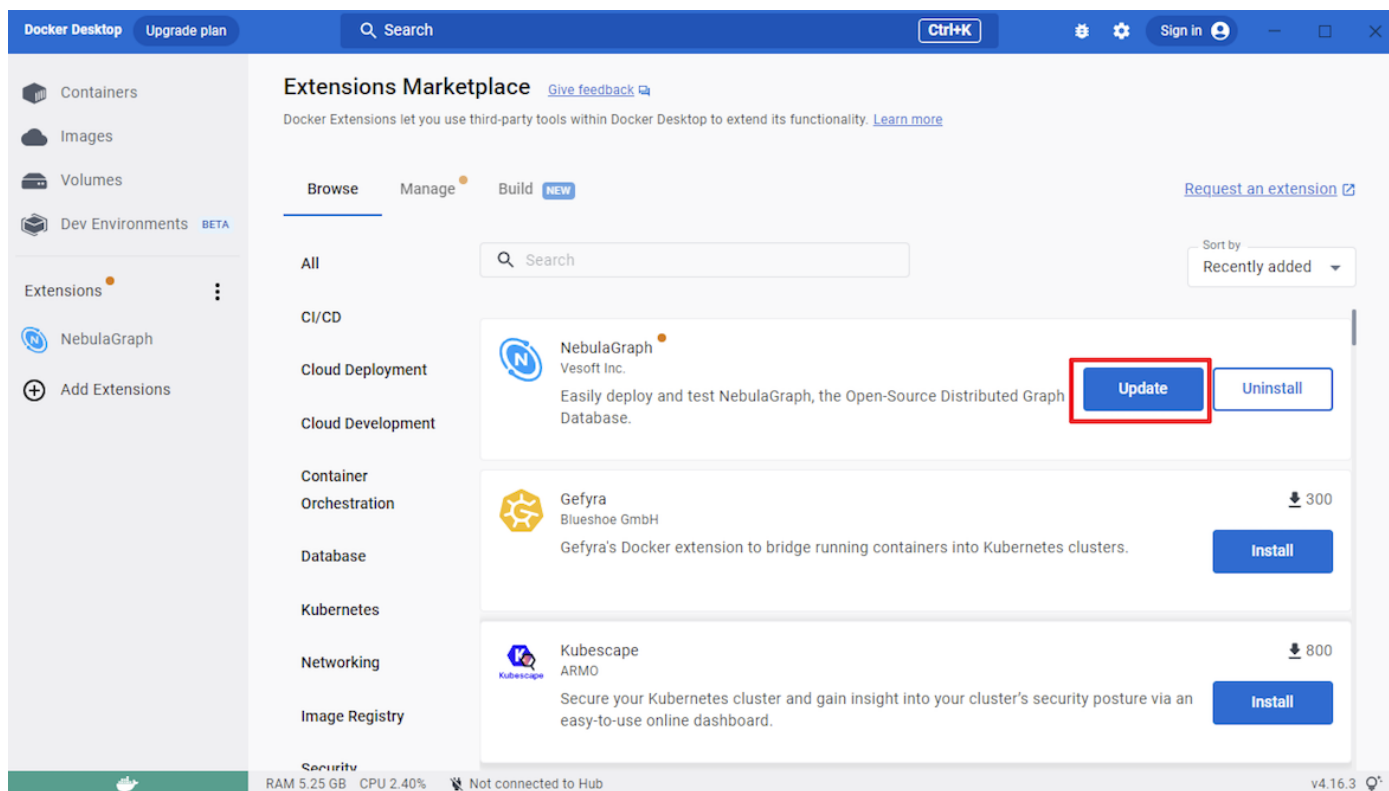 Docker Desktop Upgrade plan Search Ctrl+K Sign in
Containers
Images
Volumes
Dev Environments BETA
Extensions
NebulaGraph
Add Extensions
Extensions Marketplace Give feedback
Docker Extensions let you use third-party tools within Docker Desktop to extend its functionality. Learn more
Browse Manage Build NEW Request an extension
All
CI/CD
Cloud Deployment
Cloud Development
Container
Orchestration
Database
Kubernetes
Networking
Image Registry
Security
Search
Sort by
Recently added
NebulaGraph
Vesoft Inc.
Easily deploy and test NebulaGraph, the Open-Source Distributed Graph
Database.
Update Uninstall
Gefyra
Blueshoe GmbH
Gefyra's Docker extension to bridge running containers into Kubernetes clusters.
300
Install
Kubescape
Kubescape
ARMO
Secure your Kubernetes cluster and gain insight into your cluster's security posture via an
easy-to-use online dashboard.
800
Install
RAM 5.25 GB CPU 2.40% Not connected to Hub v4.16.3